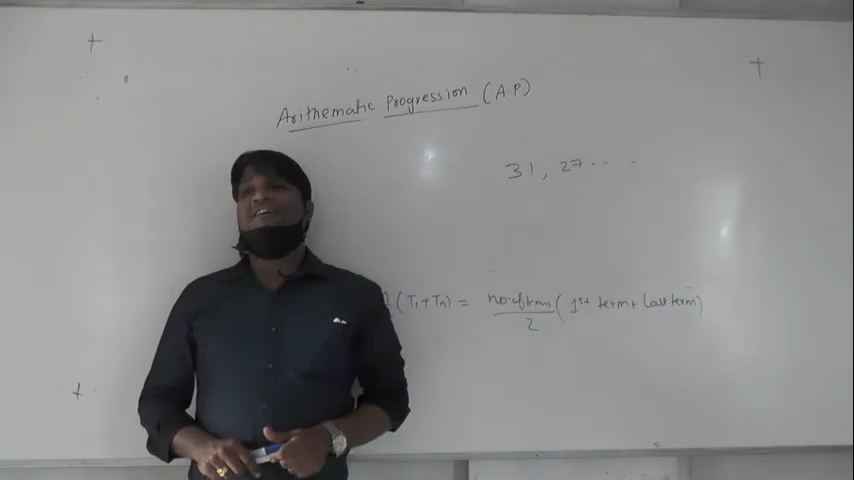 Arithematic Progression (A.P)
31, 27 ·· ·
(T₁ + Tₙ) = no. of terms / 2 (1st term + Last term)